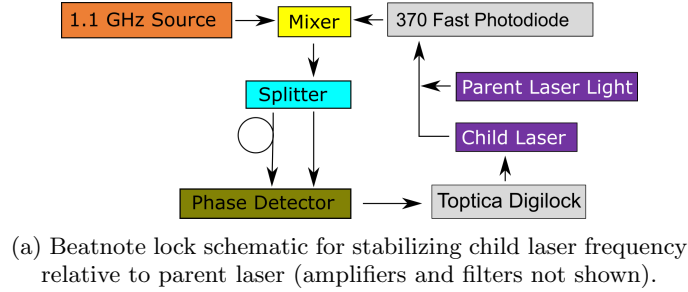 1.1 GHz Source
Mixer
370 Fast Photodiode
Splitter
Parent Laser Light
Child Laser
Phase Detector
Toptica Digilock
(a) Beatnote lock schematic for stabilizing child laser frequency
relative to parent laser (amplifiers and filters not shown).